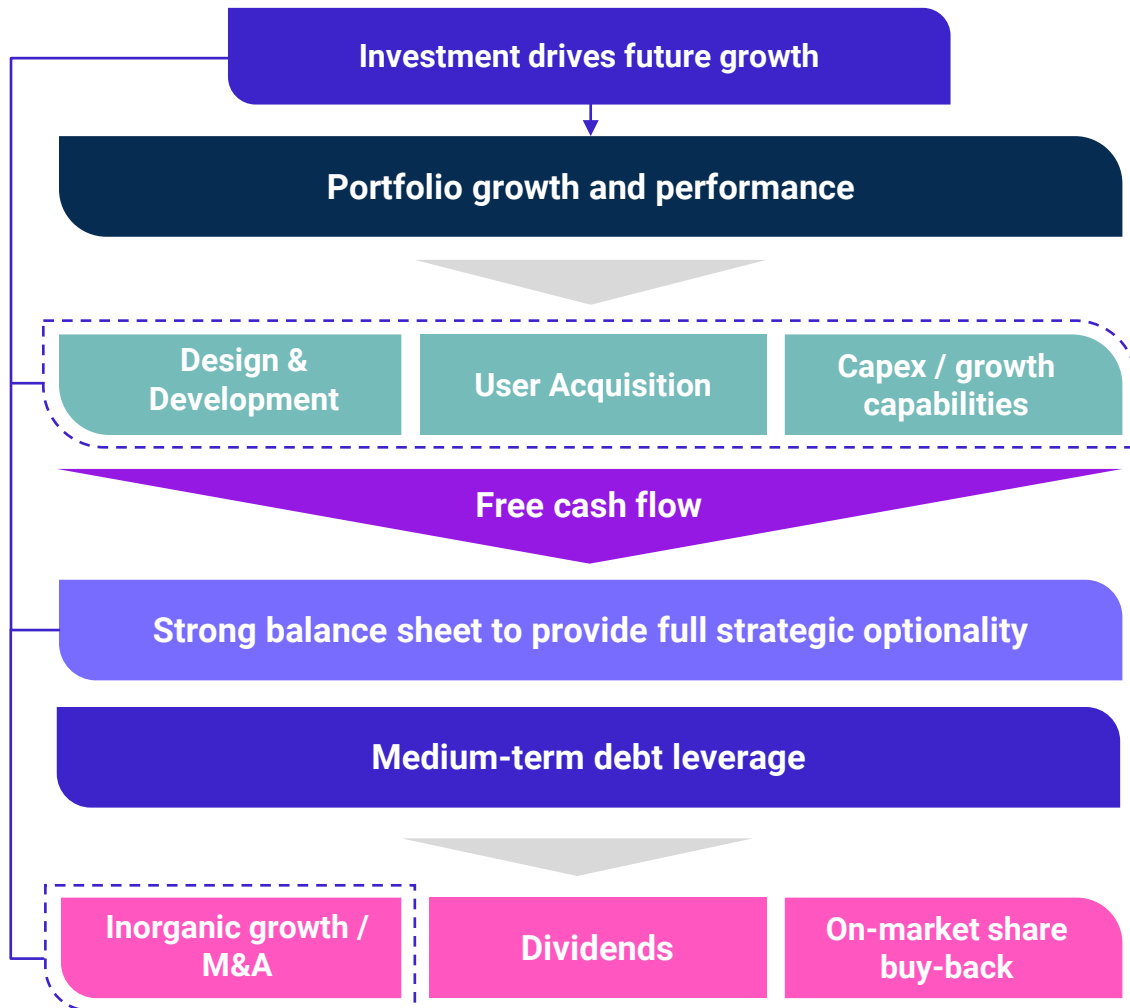 Investment drives future growth
Portfolio growth and performance
Design &
Development
User Acquisition
Capex / growth
capabilities
Free cash flow
Strong balance sheet to provide full strategic optionality
Medium-term debt leverage
Inorganic growth /
M&A
Dividends
On-market share
buy-back